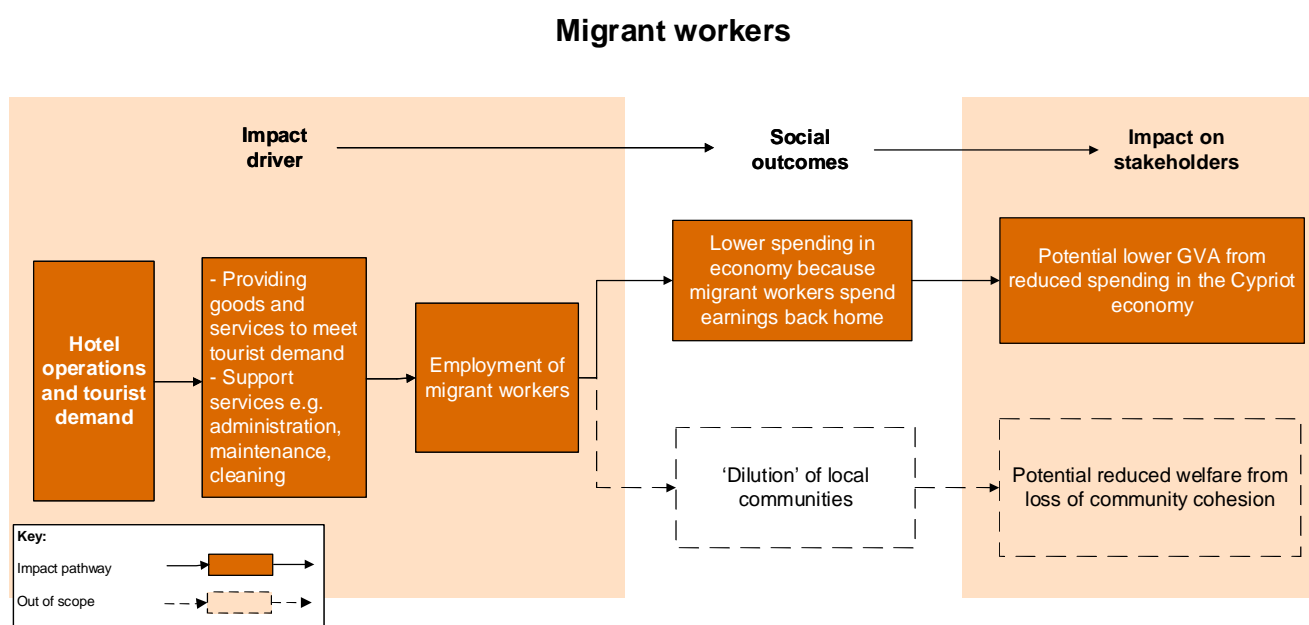 Migrant workers
Impact
driver
Social
outcomes
Impact on
stakeholders
Hotel
operations
and tourist
demand
- Providing
goods and
services to meet
tourist demand
- Support
services e.g.
administration,
maintenance,
cleaning
Employment of
migrant workers
Lower spending in
economy because
migrant workers spend
earnings back home
Potential lower GVA from
reduced spending in the Cypriot
economy
‘Dilution’ of local
communities
Potential reduced welfare from
loss of community cohesion
Key:
Impact pathway
Out of scope